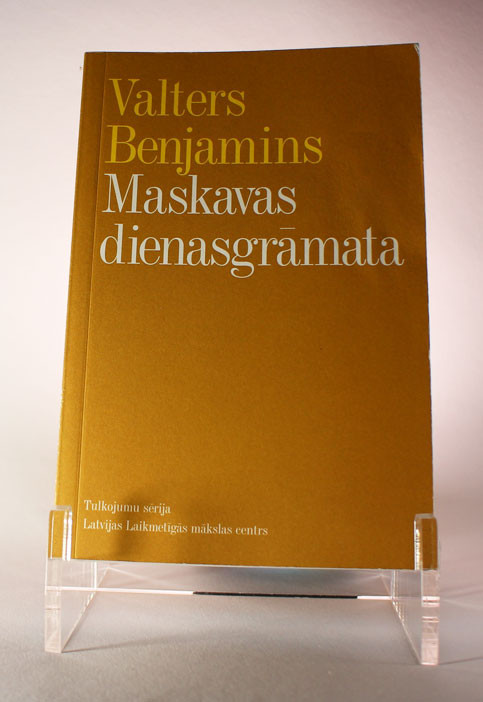 Valters
Benjamins
Maskavas
dienasgrāmata
Tulkojumu sērija
Latvijas Laikmetīgās mākslas centrs